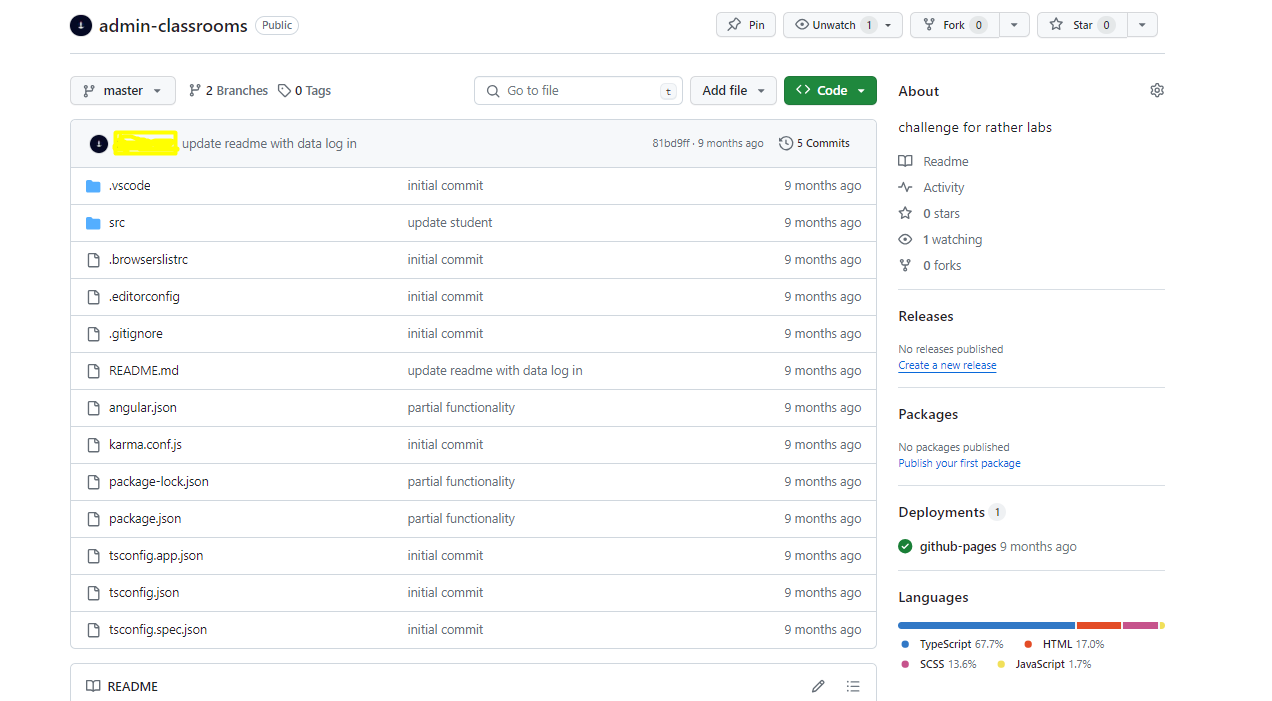 admin-classrooms Public Pin Unwatch 1 Fork 0 Star 0
master 2 Branches 0 Tags Go to file t Add file Code
update readme with data log in 81bd9ff · 9 months ago 5 Commits
.vscode initial commit 9 months ago
src update student 9 months ago
.browserslistrc initial commit 9 months ago
.editorconfig initial commit 9 months ago
.gitignore initial commit 9 months ago
README.md update readme with data log in 9 months ago
angular.json partial functionality 9 months ago
karma.conf.js initial commit 9 months ago
package-lock.json partial functionality 9 months ago
package.json partial functionality 9 months ago
tsconfig.app.json initial commit 9 months ago
tsconfig.json initial commit 9 months ago
tsconfig.spec.json initial commit 9 months ago
README
About
challenge for rather labs
Readme
Activity
0 stars
1 watching
0 forks
Releases
No releases published
Create a new release
Packages
No packages published
Publish your first package
Deployments 1
github-pages 9 months ago
Languages
TypeScript 67.7% HTML 17.0%
SCSS 13.6% JavaScript 1.7%